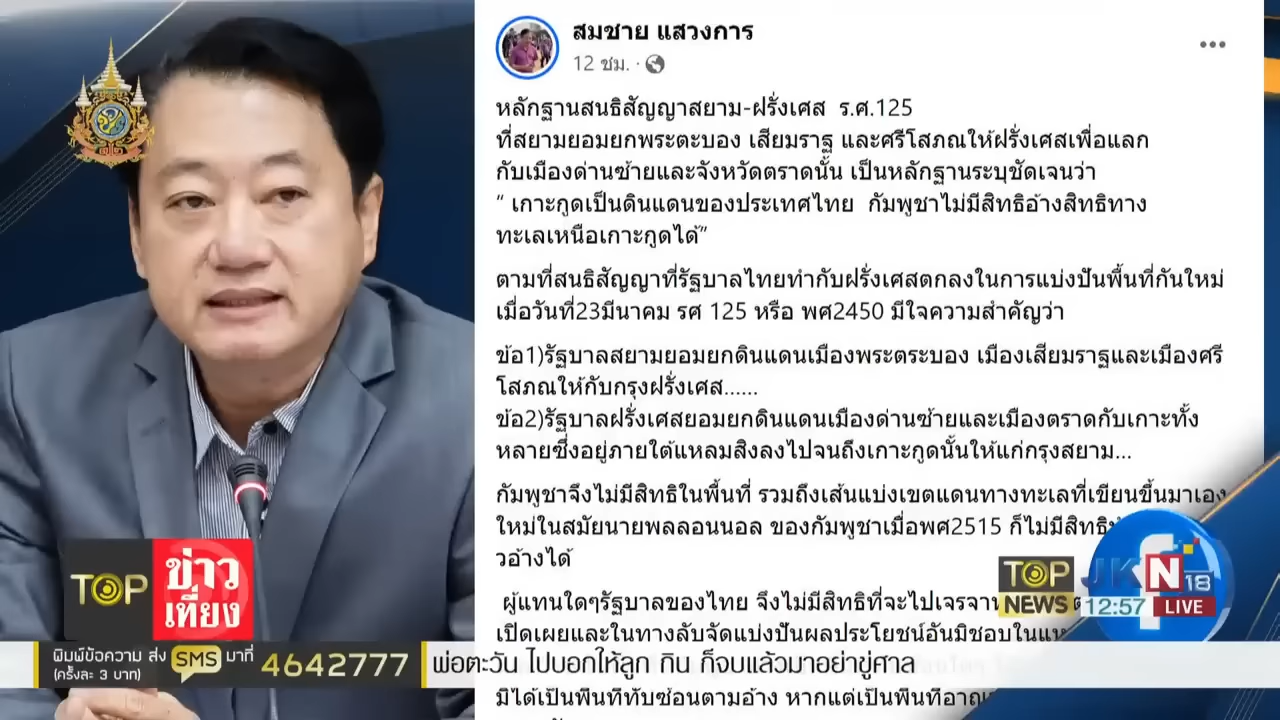 สมชาย แสวงการ
12 ชม.
หลักฐานสนธิสัญญาสยาม-ฝรั่งเศส ร.ศ.125
ที่สยามยอมยกพระตะบอง เสียมราฐ และศรีโสภณให้ฝรั่งเศสเพื่อแลก
กับเมืองด่านซ้ายและจังหวัดตราดนั้น เป็นหลักฐานระบุชัดเจนว่า
“ เกาะกูดเป็นดินแดนของประเทศไทย กัมพูชาไม่มีสิทธิอ้างสิทธิทาง
ทะเลเหนือเกาะกูดได้”
ตามที่สนธิสัญญาที่รัฐบาลไทยทำกับฝรั่งเศสตกลงในการแบ่งปันพื้นที่กันใหม่
เมื่อวันที่23มีนาคม รศ 125 หรือ พศ2450 มีใจความสำคัญว่า
ข้อ1)รัฐบาลสยามยอมยกดินแดนเมืองพระตระบอง เมืองเสียมราฐและเมืองศรี
โสภณให้กับกรุงฝรั่งเศส......
ข้อ2)รัฐบาลฝรั่งเศสยอมยกดินแดนเมืองด่านซ้ายและเมืองตราดกับเกาะทั้ง
หลายซึ่งอยู่ภายใต้แหลมสิงลงไปจนถึงเกาะกูดนั้นให้แก่กรุงสยาม...
กัมพูชาจึงไม่มีสิทธิในพื้นที่ รวมถึงเส้นแบ่งเขตแดนทางทะเลที่เขียนขึ้นมาเอง
ใหม่ในสมัยนายพลลอนนอล ของกัมพูชาเมื่อพศ2515 ก็ไม่มีสิทธิ
วอ้างได้
ผู้แทนใดๆรัฐบาลของไทย จึงไม่มีสิทธิที่จะไปเจรจา
เปิดเผยและในทางลับจัดแบ่งปันผลประโยชน์อันมิชอบใน
มิได้เป็นพื้นที่ทับซ้อนตามอ้าง หากแต่เป็นพื้นที่
TOP
ข่าว
เที่ยง
TOP
NEWS
JKN
18
12:57
LIVE
พิมพ์ข้อความ ส่ง SMS มาที่ 4642777
(ครั้งละ 3 บาท)
พ่อตะวัน ไปบอกให้ลูก กิน ก็จบแล้วมาอย่าขู่ศาล